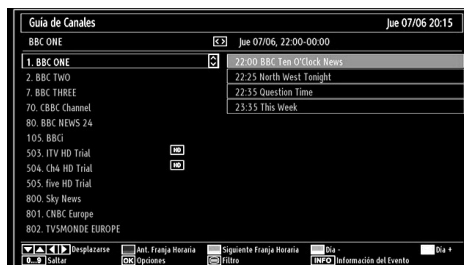 Guía de Canales Jue 07/06 20:15
BBC ONE Jue 07/06, 22:00-00:00
1. BBC ONE 22:00 BBC Ten O'Clock News
2. BBC TWO 22:25 North West Tonight
7. BBC THREE 22:35 Question Time
70. CBBC Channel 23:35 This Week
80. BBC NEWS 24
105. BBCi
503. ITV HD Trial HD
504. Ch4 HD Trial HD
505. five HD Trial
800. Sky News
801. CNBC Europe
802. TV5MONDE EUROPE
Desplazarse Ant. Franja Horaria Siguiente Franja Horaria Día - Día +
0...9 Saltar OK Opciones Filtro INFO Información del Evento